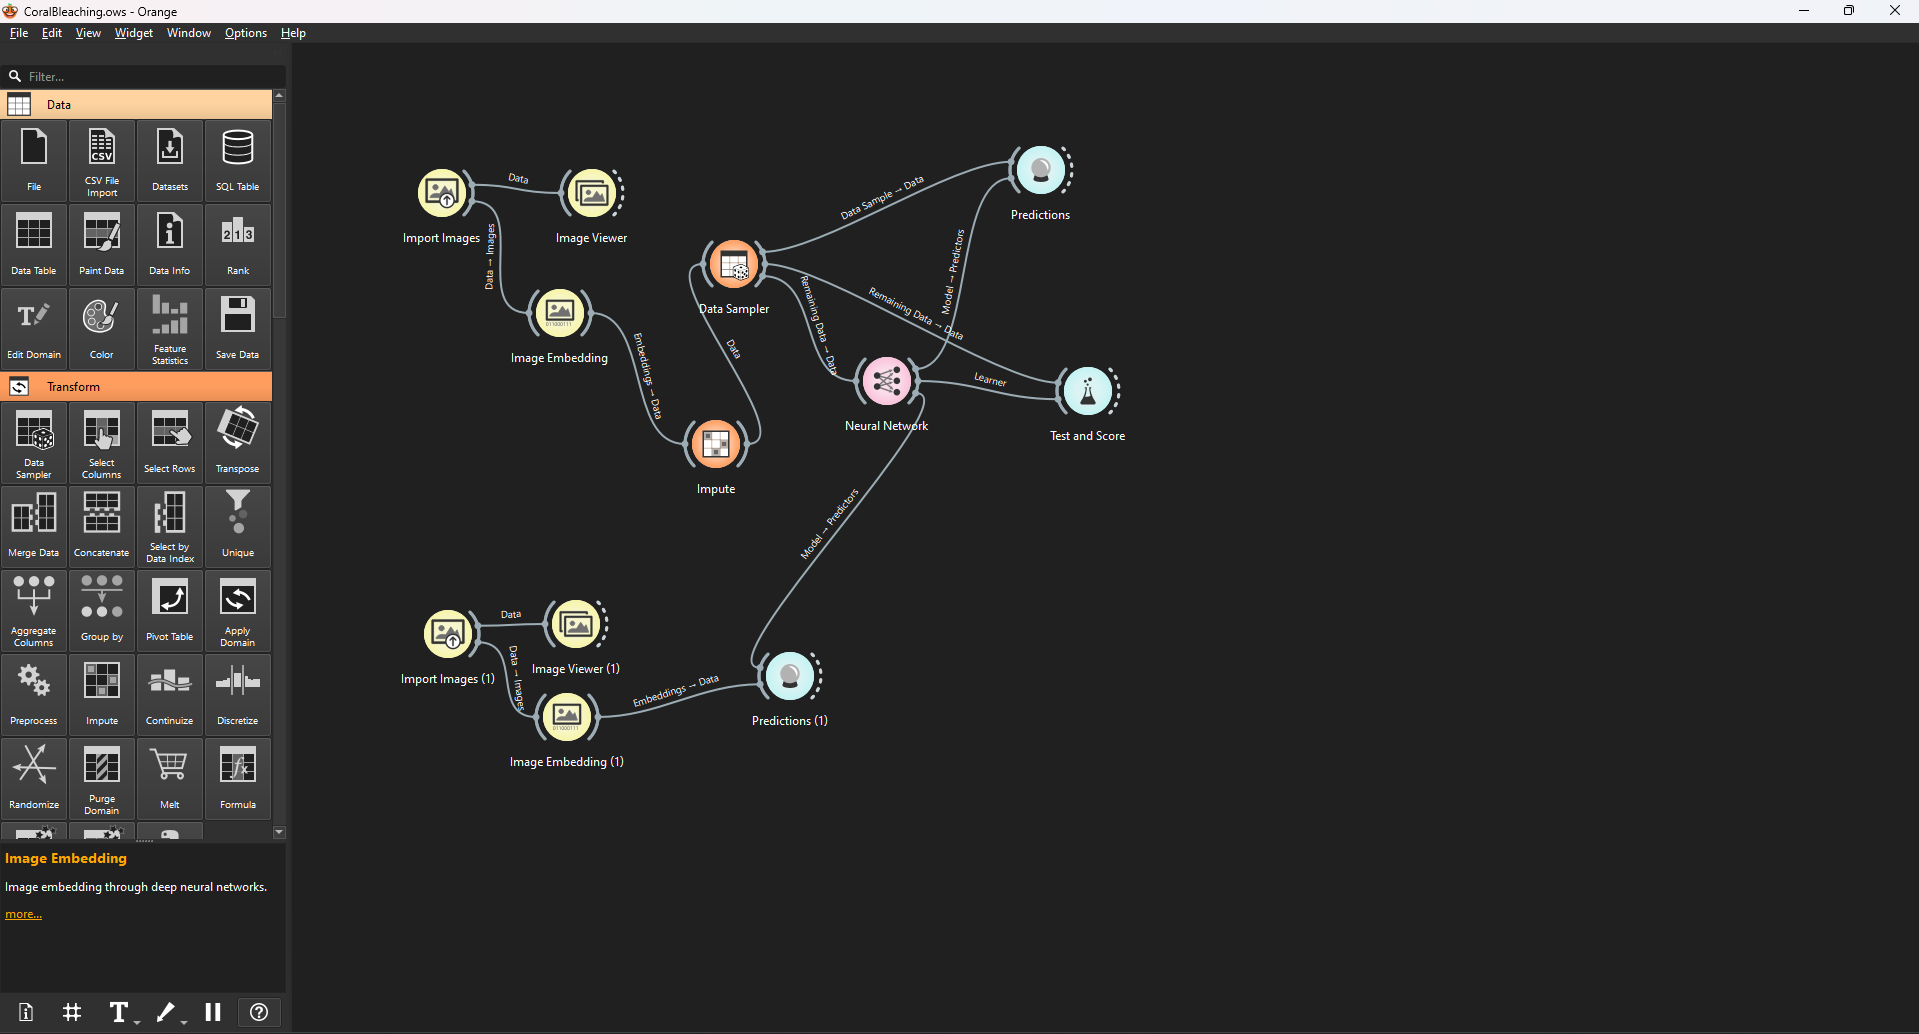 CoralBleaching.ows - Orange
File Edit View Widget Window Options Help
Filter...
Data
File
CSV File Import
CSV
Datasets
SQL Table
Data Table
Paint Data
Data Info
Rank
2 1 3
Edit Domain
Color
Feature Statistics
Save Data
Transform
Data Sampler
Select Columns
Select Rows
Transpose
Merge Data
Concatenate
Select by Data Index
Unique
Aggregate Columns
Group by
Pivot Table
Apply Domain
Preprocess
Impute
Continuize
Discretize
Randomize
Purge Domain
Melt
Formula
Image Embedding
Image embedding through deep neural networks.
more...
Import Images
Data
Image Viewer
Data → Images
Image Embedding
Embeddings → Data
Impute
Data
Data Sampler
Data Sample → Data
Predictions
Remaining Data → Data
Remaining Data → Data
Model → Predictors
Neural Network
Learner
Test and Score
Model → Predictors
Import Images (1)
Data
Image Viewer (1)
Data → Images
Image Embedding (1)
Embeddings → Data
Predictions (1)